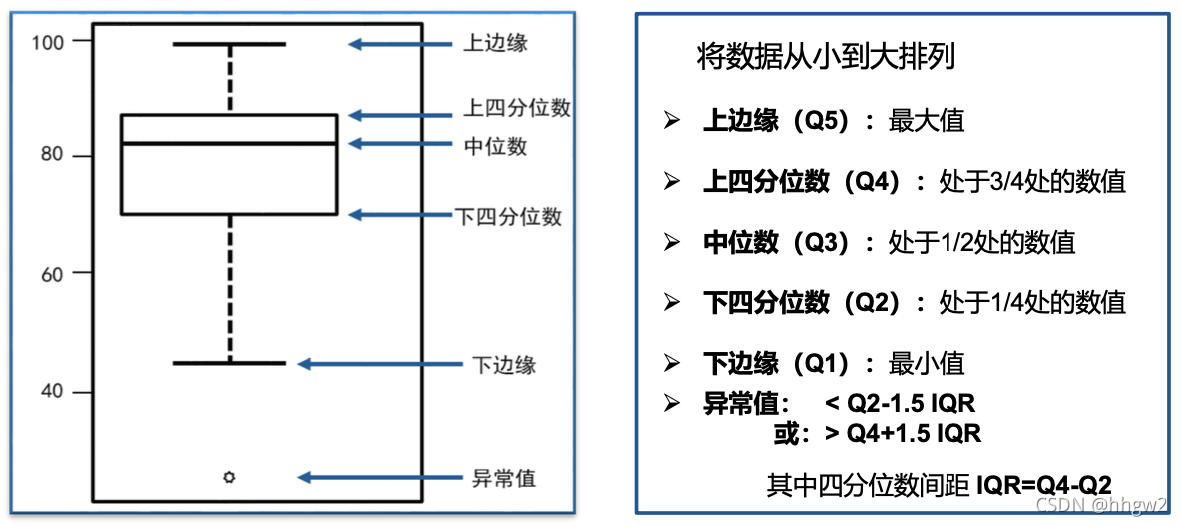 100
80
60
40
上边缘
上四分位数
中位数
下四分位数
下边缘
异常值
将数据从小到大排列
➢ 上边缘（Q5）：最大值
➢ 上四分位数（Q4）：处于3/4处的数值
➢ 中位数（Q3）：处于1/2处的数值
➢ 下四分位数（Q2）：处于1/4处的数值
➢ 下边缘（Q1）：最小值
➢ 异常值： < Q2-1.5 IQR
或：> Q4+1.5 IQR
其中四分位数间距 IQR=Q4-Q2
CSDN @hhgw2